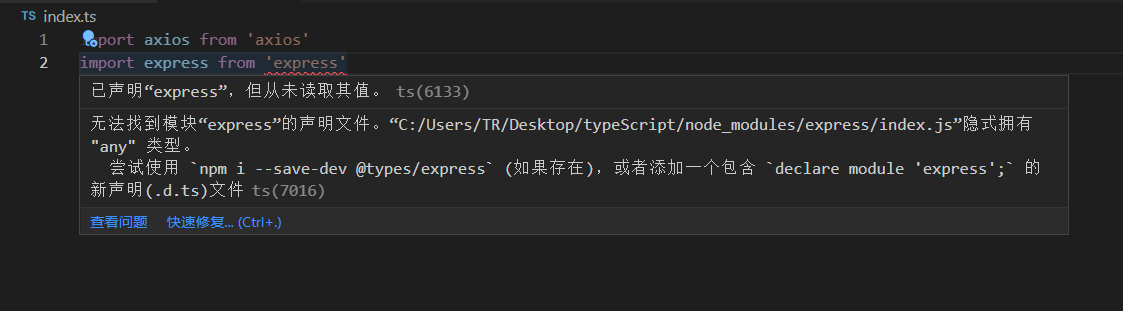 TS index.ts
1 import axios from 'axios'
2 import express from 'express'
已声明“express”，但从未读取其值。 ts(6133)
无法找到模块“express”的声明文件。“C:/Users/TR/Desktop/typeScript/node_modules/express/index.js”隐式拥有
"any" 类型。
尝试使用 `npm i --save-dev @types/express` (如果存在)，或者添加一个包含 `declare module 'express';` 的
新声明(.d.ts)文件 ts(7016)
查看问题 快速修复... (Ctrl+.)